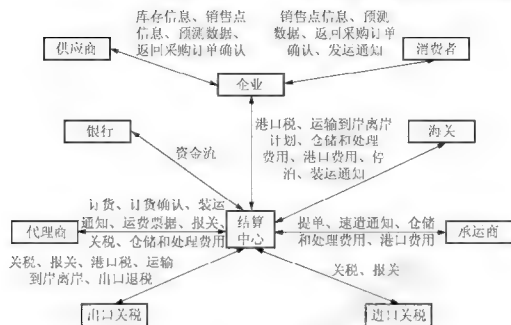 库存信息、销售点
信息、预测数据、
返回采购订单确认
销售点信息、预测
数据、返回采购订单
确认、发运通知
供应商
消费者
企业
银行
海关
港口税、运输到岸离岸
计划、仓储和处理
费用、港口费用、停
泊、装运通知
资金流
订货、订货确认、装运
通知、运费票据、报关、
关税、仓储和处理费用
代理商
结算
中心
提单、速遣通知、仓储
和处理费用、港口费用
承运商
关税、报关、港口税、运输
到岸离岸、出口退税
关税、报关
出口关税
进口关税